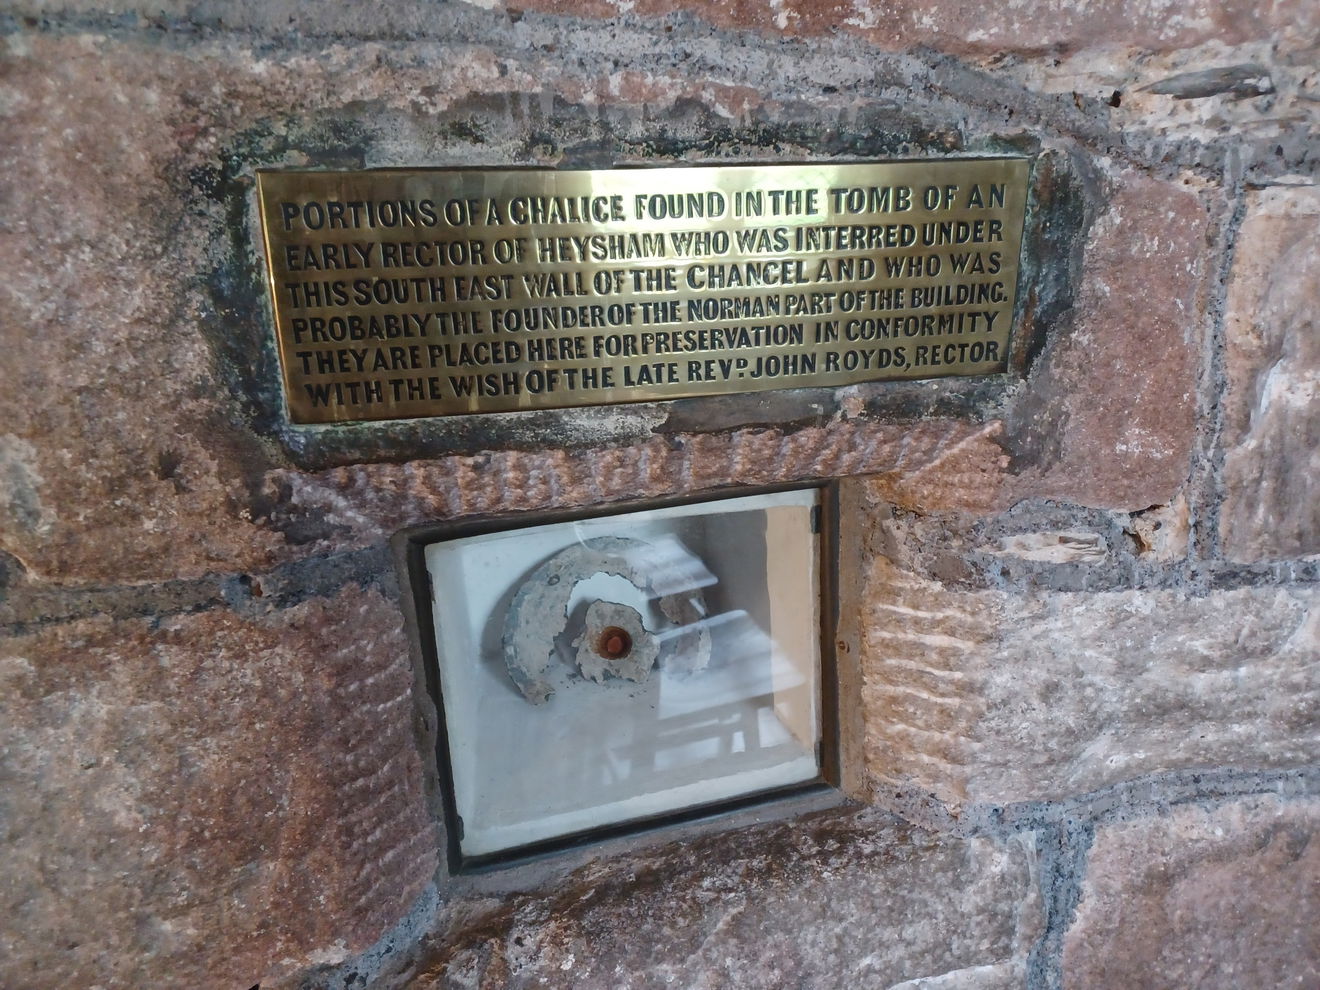 PORTIONS OF A CHALICE FOUND IN THE TOMB OF AN
EARLY RECTOR OF HEYSHAM WHO WAS INTERRED UNDER
THIS SOUTH EAST WALL OF THE CHANCEL AND WHO WAS
PROBABLY THE FOUNDER OF THE NORMAN PART OF THE BUILDING.
THEY ARE PLACED HERE FOR PRESERVATION IN CONFORMITY
WITH THE WISH OF THE LATE REVD. JOHN ROYDS, RECTOR